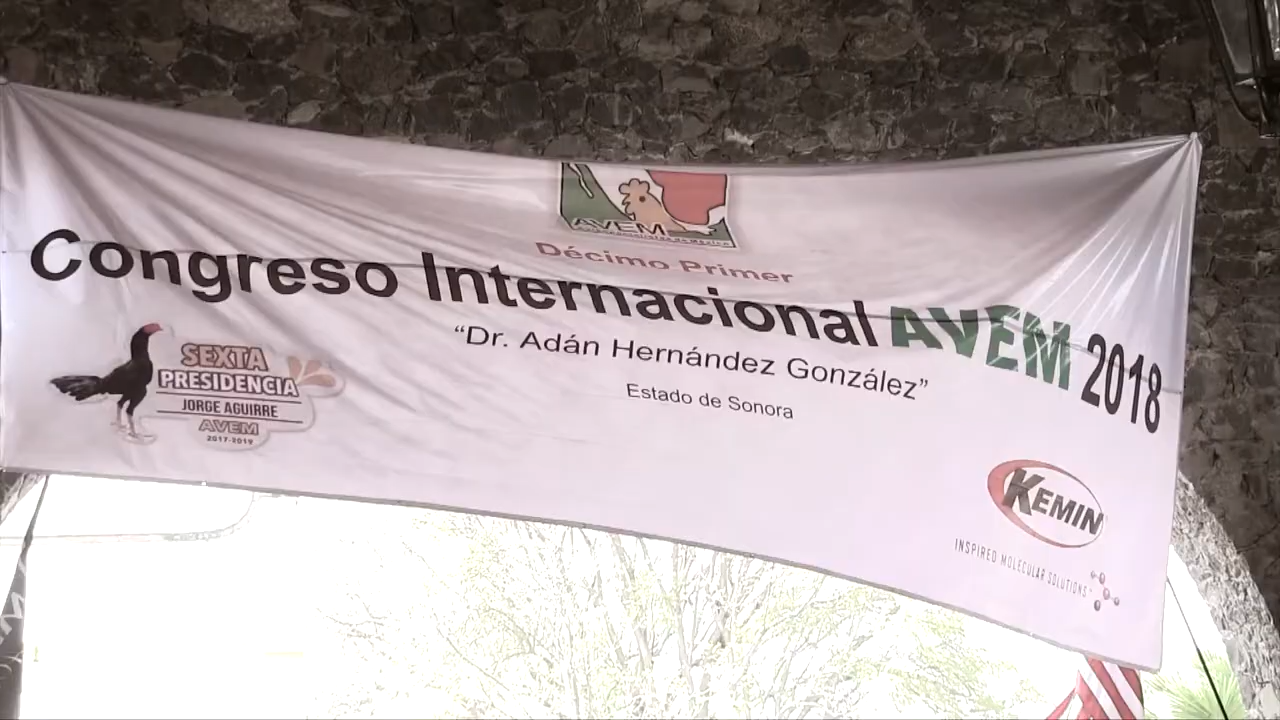 AVEM
Décimo Primer
Congreso Internacional AVEM 2018
“Dr. Adán Hernández González”
Estado de Sonora
SEXTA
PRESIDENCIA
JORGE AGUIRRE
AVEM
2017-2019
KEMIN
INSPIRED MOLECULAR SOLUTIONS™